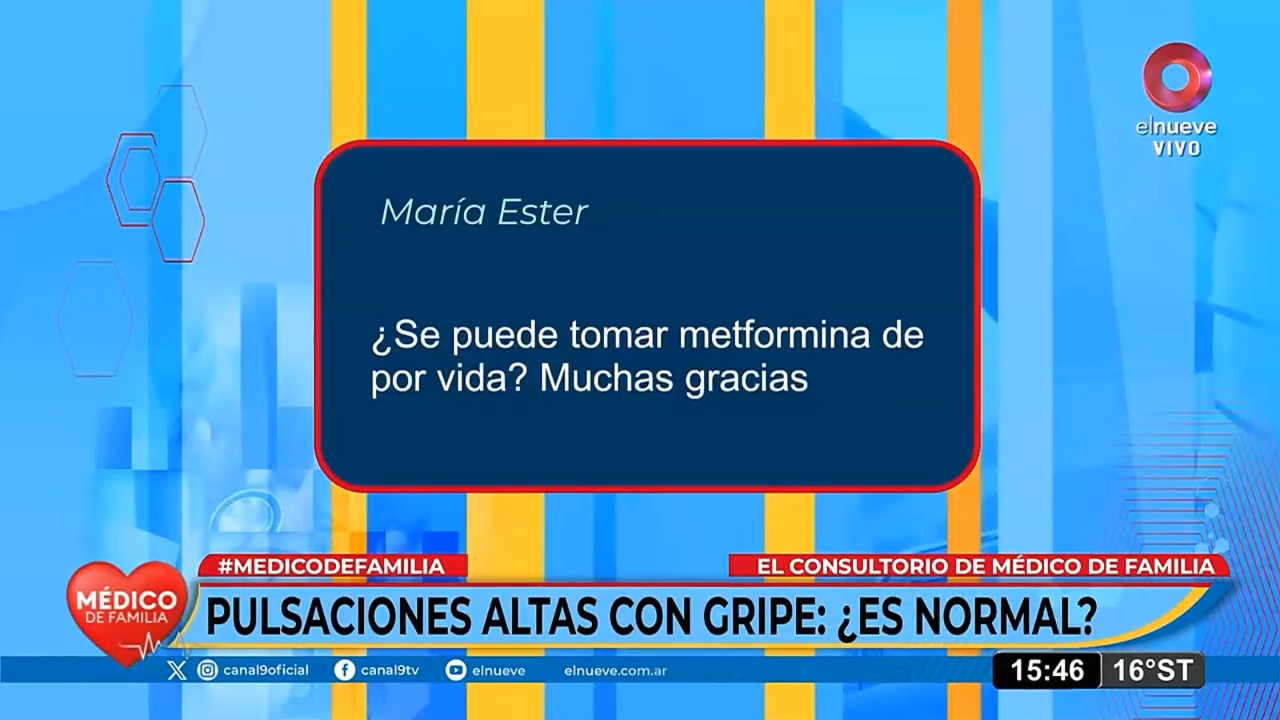 elnueve
VIVO
María Ester
¿Se puede tomar metformina de
por vida? Muchas gracias
#MEDICODEFAMILIA
EL CONSULTORIO DE MÉDICO DE FAMILIA
MÉDICO
DE FAMILIA
PULSACIONES ALTAS CON GRIPE: ¿ES NORMAL?
canal9oficial canal9tv elnueve elnueve.com.ar
15:46 16°ST